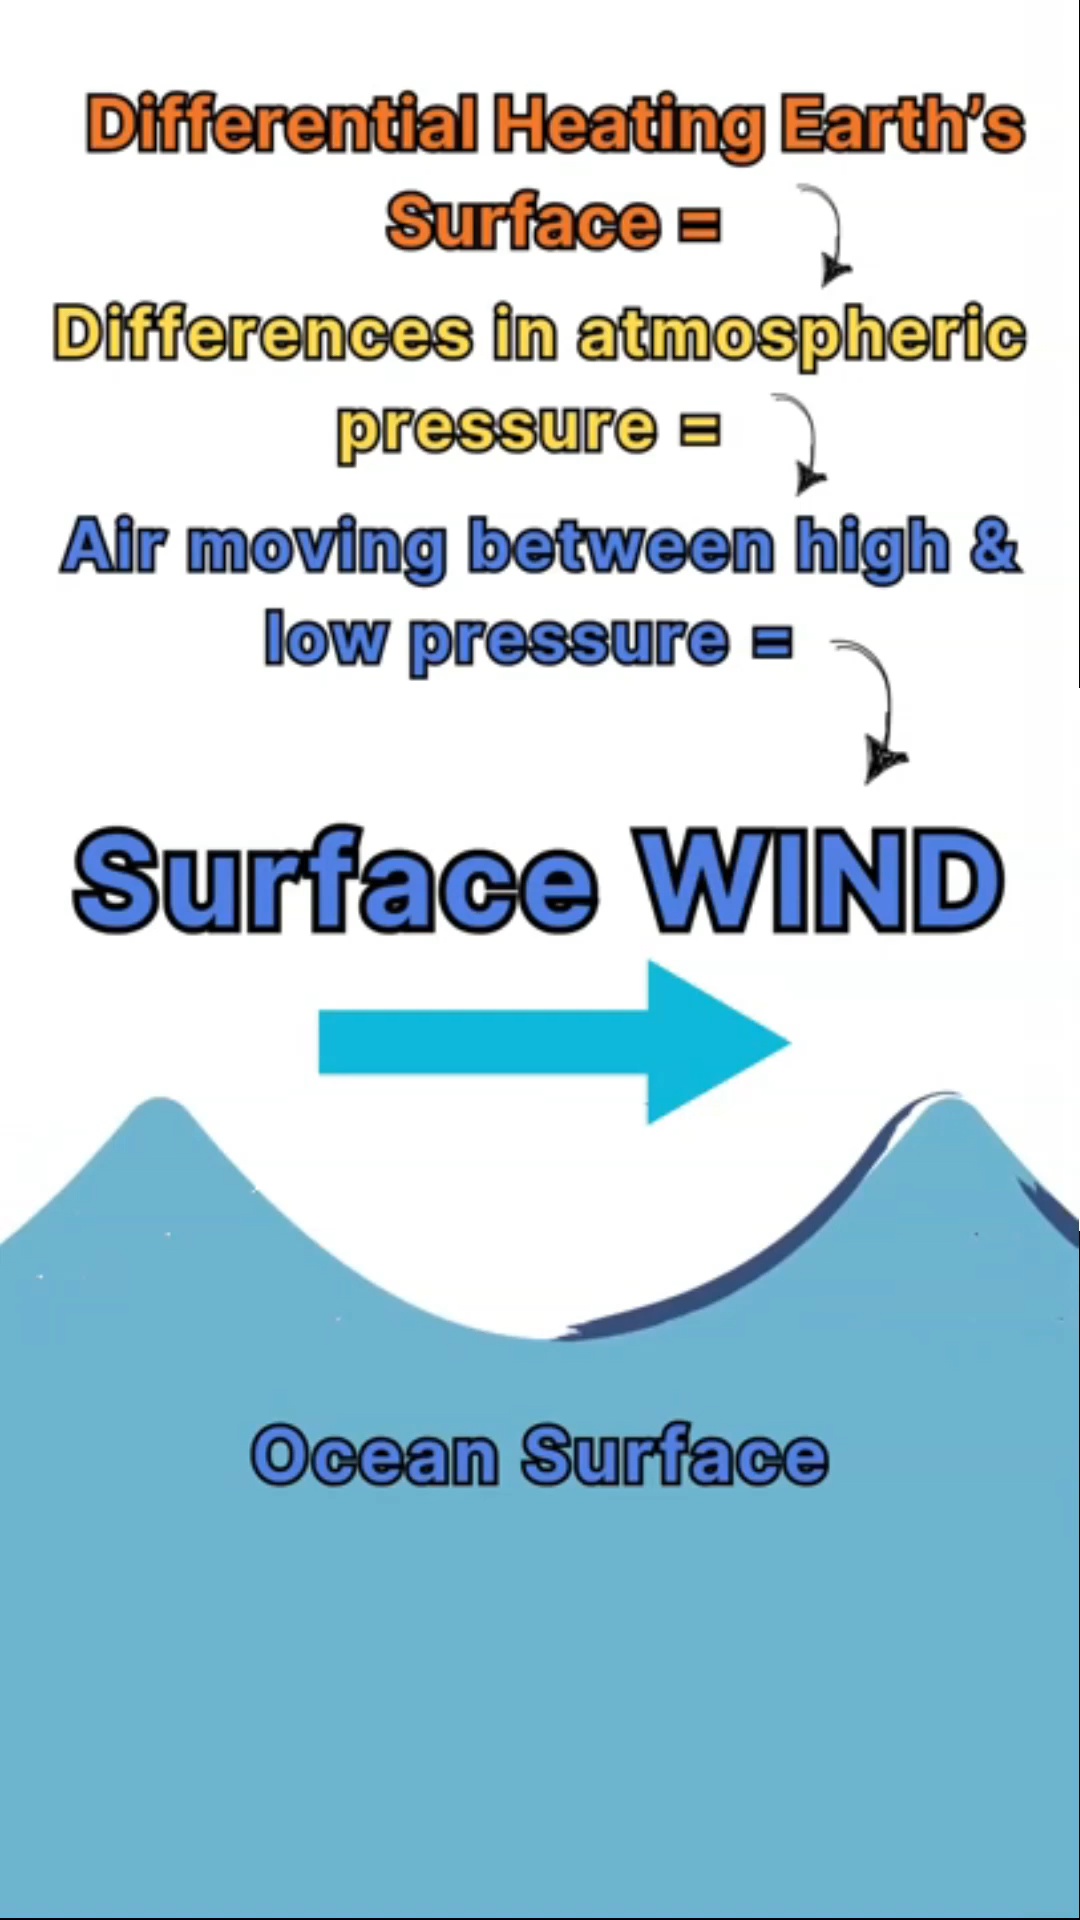 Differential Heating Earth’s
Surface =
Differences in atmospheric
pressure =
Air moving between high &
low pressure =
Surface WIND
Ocean Surface